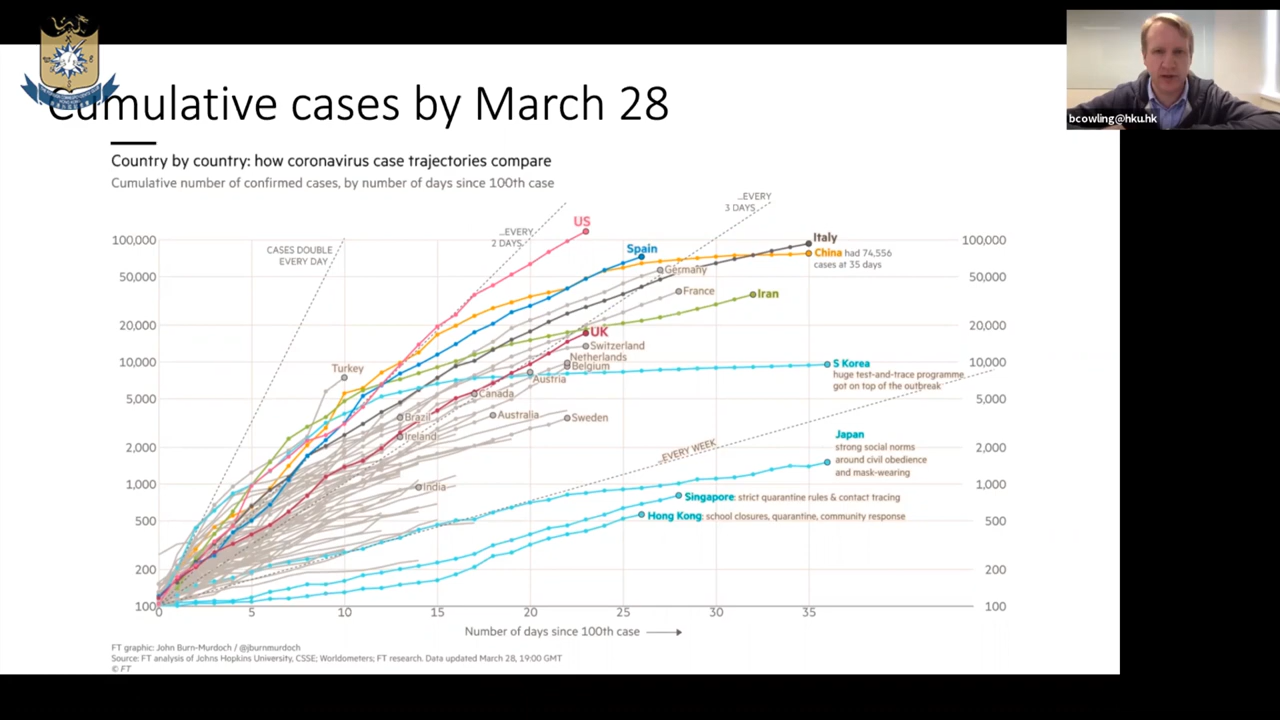 Cumulative cases by March 28
bcowling@hku.hk
Country by country: how coronavirus case trajectories compare
Cumulative number of confirmed cases, by number of days since 100th case
...EVERY
3 DAYS
...EVERY
2 DAYS
CASES DOUBLE
EVERY DAY
US
Spain
Italy
China had 74,556
cases at 35 days
Germany
France
Iran
UK
Switzerland
Netherlands
Belgium
Turkey
Austria
Canada
Brazil
Australia
Sweden
Ireland
India
S Korea
huge test-and-trace programme
got on top of the outbreak
EVERY WEEK
Japan
strong social norms
around civil obedience
and mask-wearing
Singapore: strict quarantine rules & contact tracing
Hong Kong: school closures, quarantine, community response
100,000
50,000
20,000
10,000
5,000
2,000
1,000
500
200
100
100,000
50,000
20,000
10,000
5,000
2,000
1,000
500
200
100
0 5 10 15 20 25 30 35
Number of days since 100th case
FT graphic: John Burn-Murdoch / @jburnmurdoch
Source: FT analysis of Johns Hopkins University, CSSE; Worldometers; FT research. Data updated March 28, 19:00 GMT
© FT